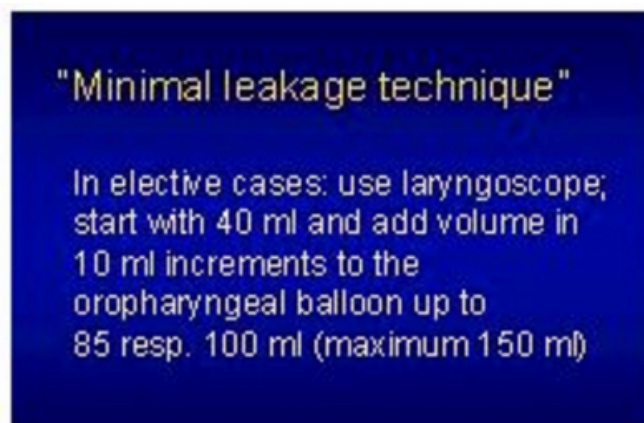 "Minimal leakage technique"
In elective cases: use laryngoscope;
start with 40 ml and add volume in
10 ml increments to the
oropharyngeal balloon up to
85 resp. 100 ml (maximum 150 ml)